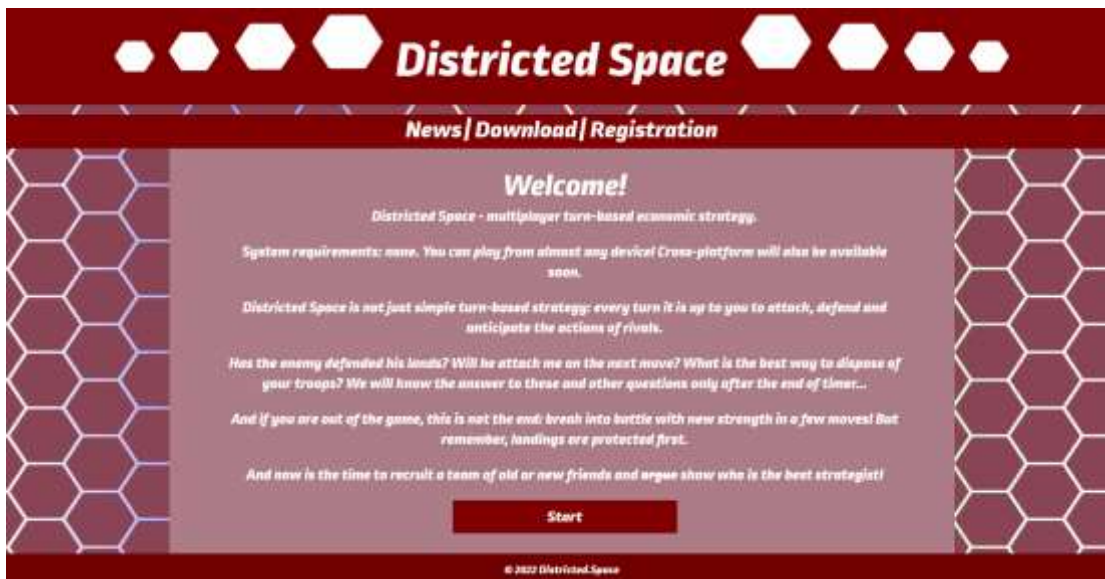 Districted Space
News| Download| Registration
Welcome!
Districted Space - multiplayer turn-based economic strategy.
System requirements: none. You can play from almost any device! Cross-platform will also be available
soon.
Districted Space is not just simple turn-based strategy: every turn it is up to you to attack, defend and
anticipate the actions of rivals.
Has the enemy defended his lands? Will he attack me on the next move? What is the best way to dispose of
your troops? We will know the answer to these and other questions only after the end of timer...
And if you are out of the game, this is not the end: break into battle with new strength in a few moves! But
remember, landings are protected first.
And now is the time to recruit a team of old or new friends and argue show who is the best strategist!
Start
© 2022 Districted.Space